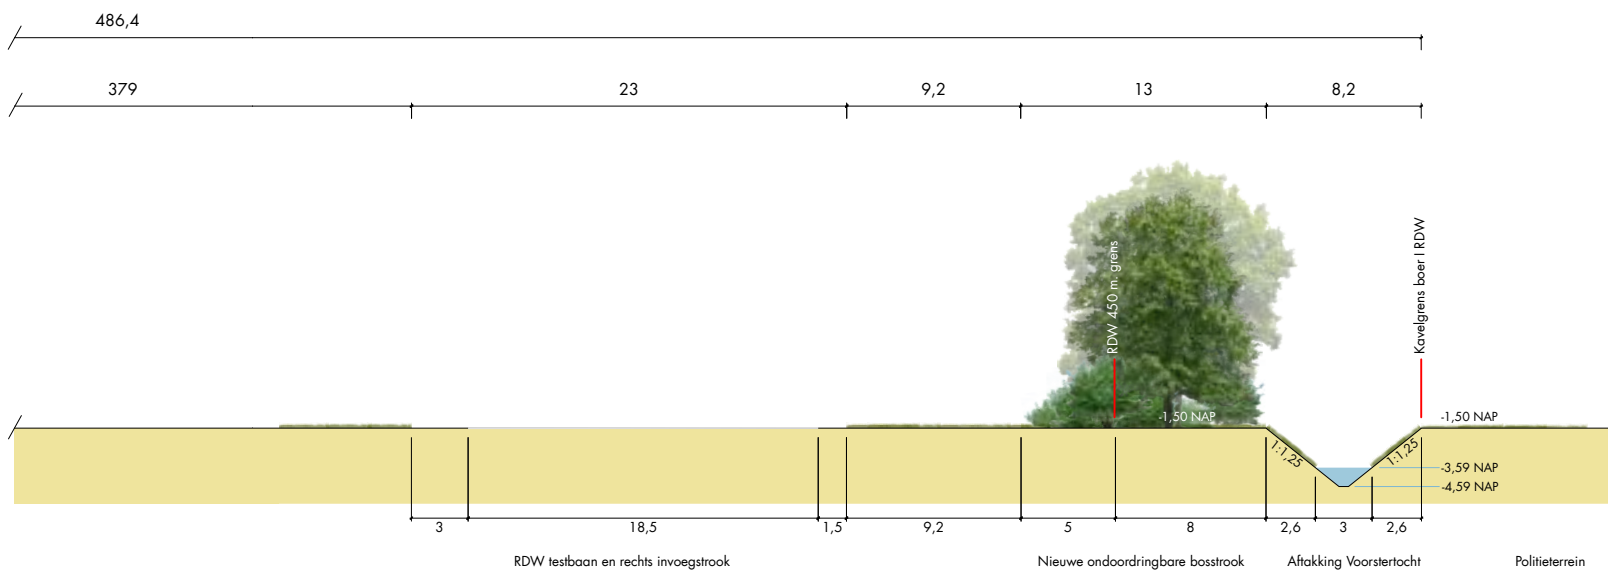 486,4
379 23 9,2 13 8,2
RDW 450 m. grens
Kavelgrens boer I RDW
-1,50 NAP
-1,50 NAP
1:1,25
1:1,25
-3,59 NAP
-4,59 NAP
3 18,5 1,5 9,2 5 8 2,6 3 2,6
RDW testbaan en rechts invoegstrook Nieuwe ondoordringbare bosstrook Aftakking Voorstertocht Politieterrein